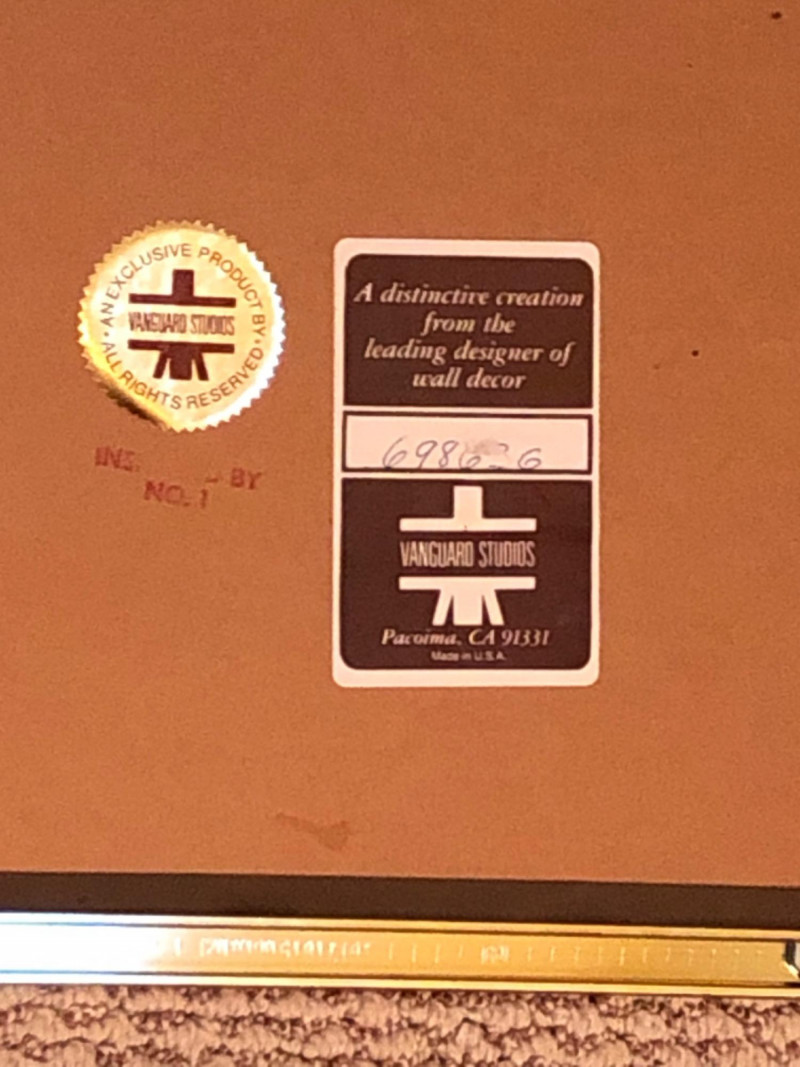 AN EXCLUSIVE PRODUCT BY
VANGUARD STUDIOS
ALL RIGHTS RESERVED
INS. BY
NO. 1
A distinctive creation
from the
leading designer of
wall decor
VANGUARD STUDIOS
Pacoima, CA 91331
Made in U.S.A.